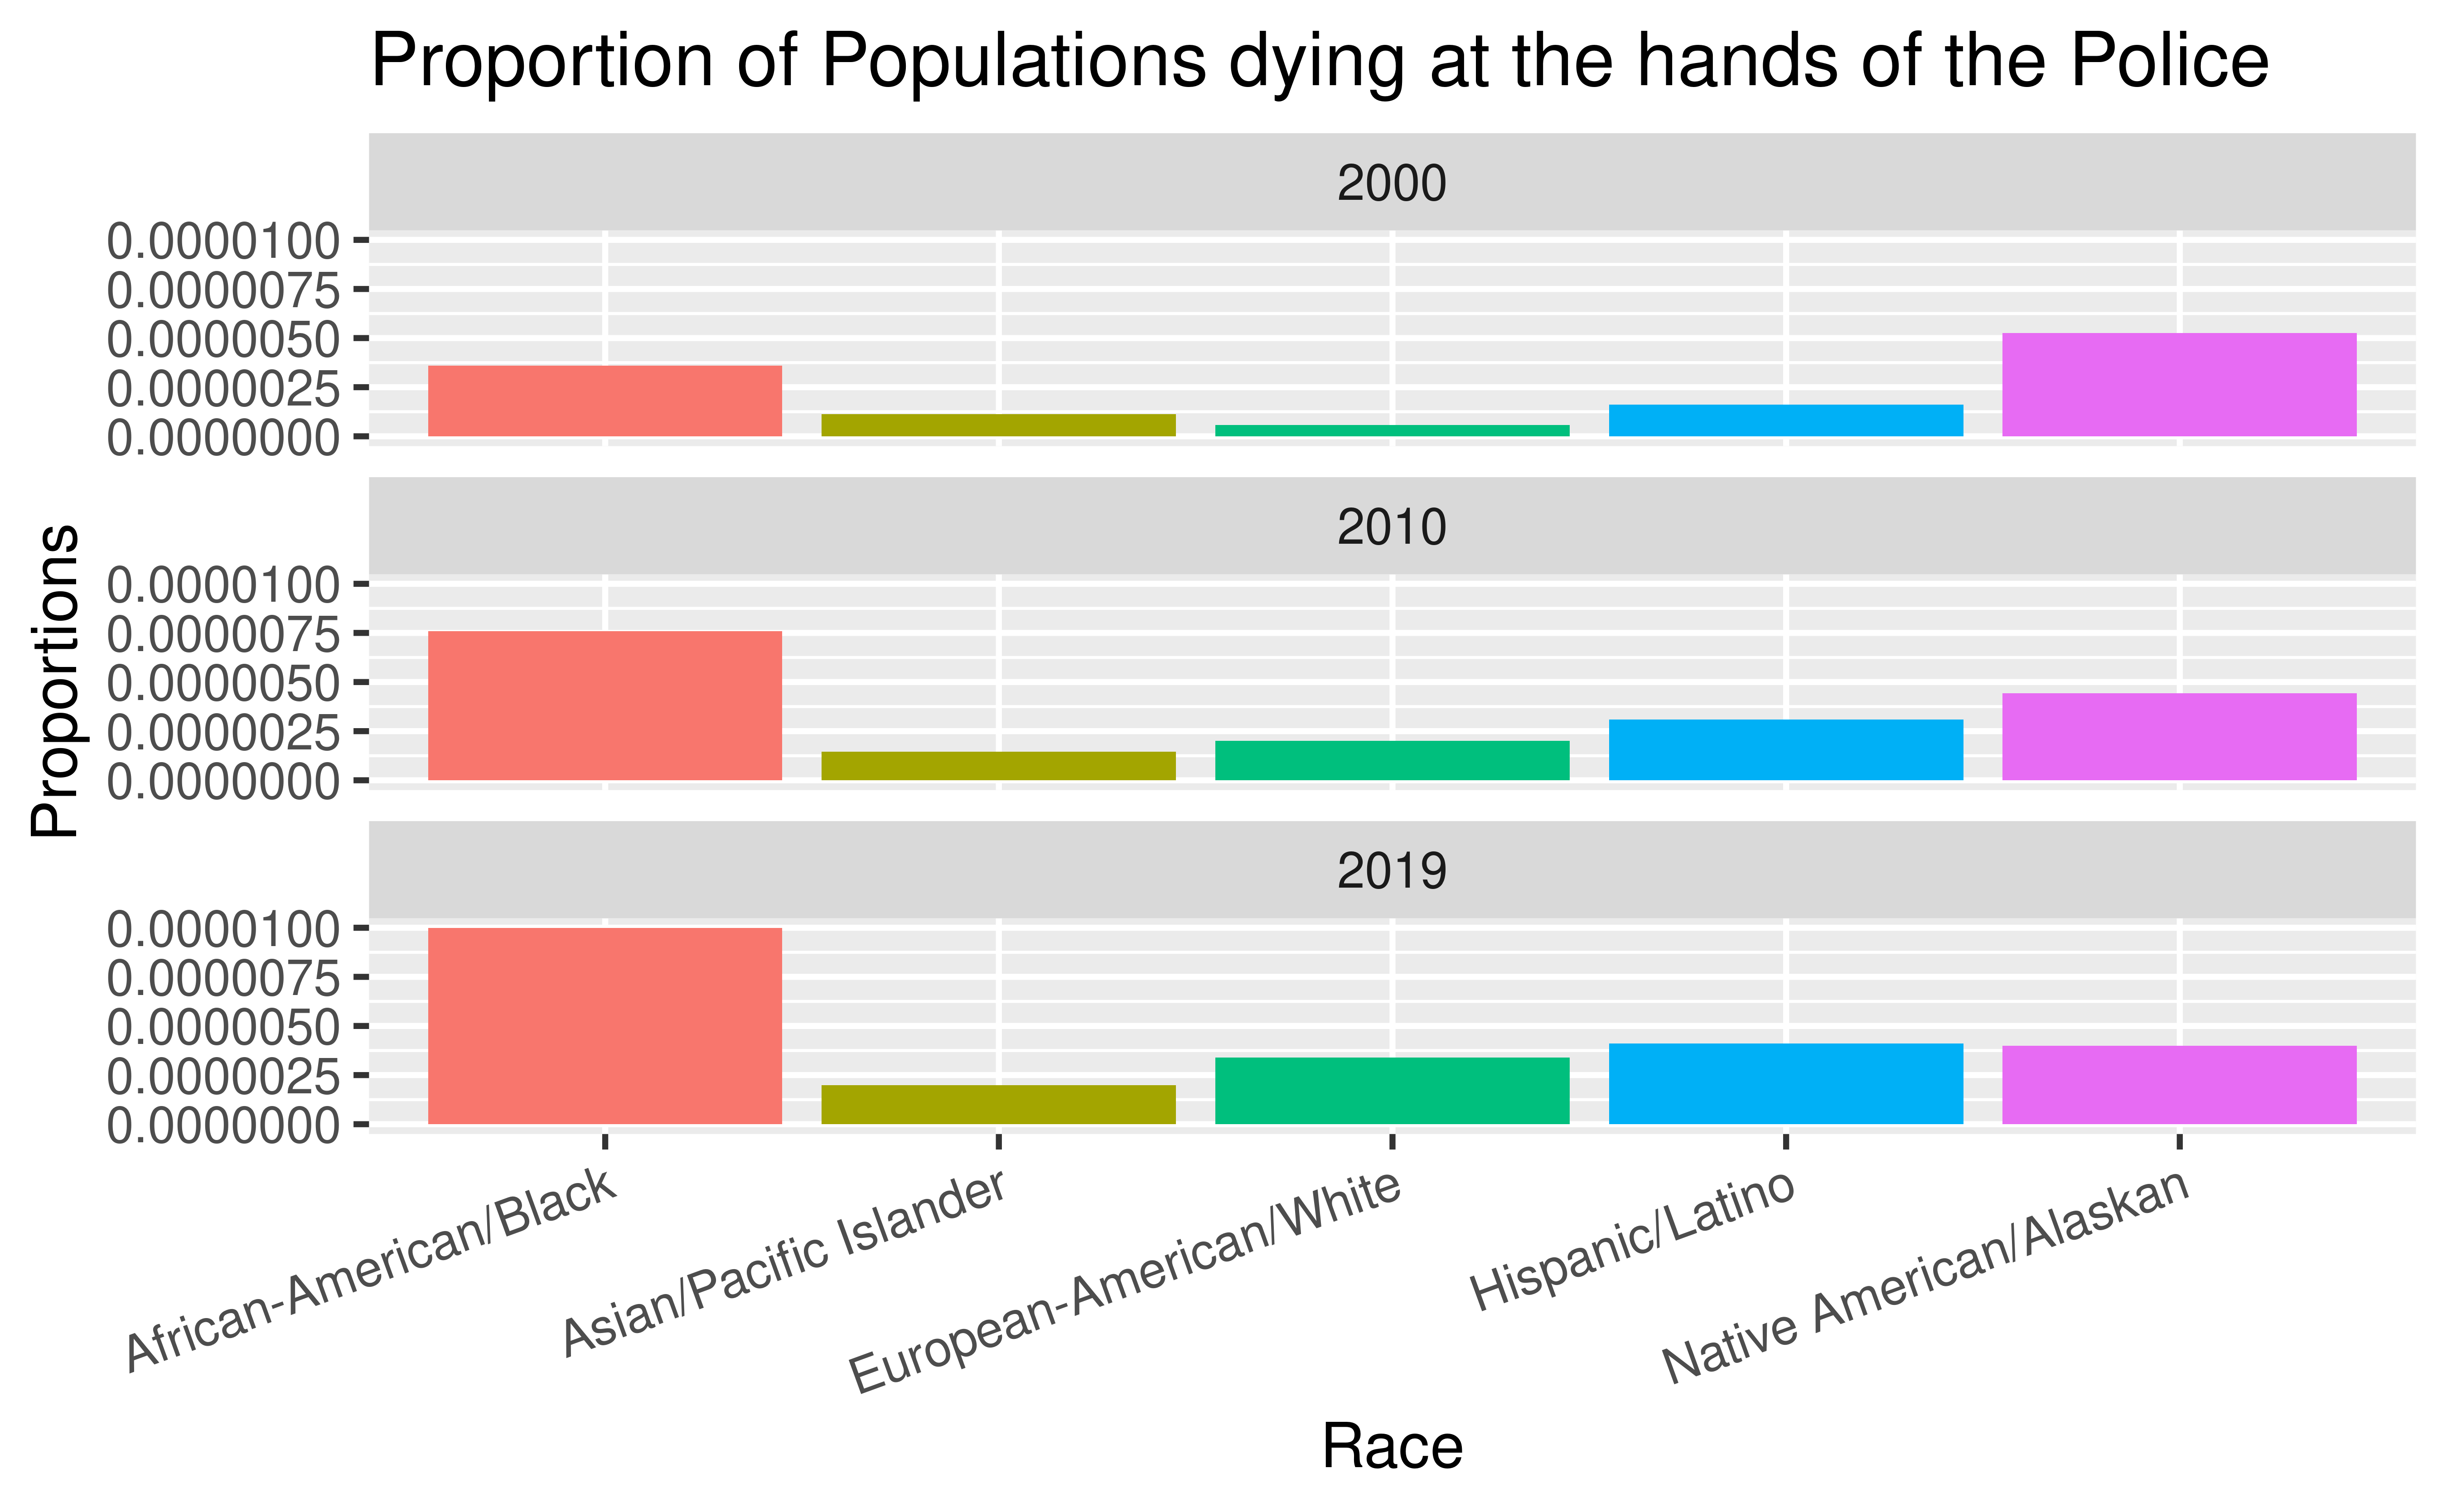 Proportion of Populations dying at the hands of the Police
2000
0.0000100
0.0000075
0.0000050
0.0000025
0.0000000
2010
0.0000100
0.0000075
0.0000050
0.0000025
0.0000000
2019
0.0000100
0.0000075
0.0000050
0.0000025
0.0000000
Proportions
African-American/Black
Asian/Pacific Islander
European-American/White
Hispanic/Latino
Native American/Alaskan
Race